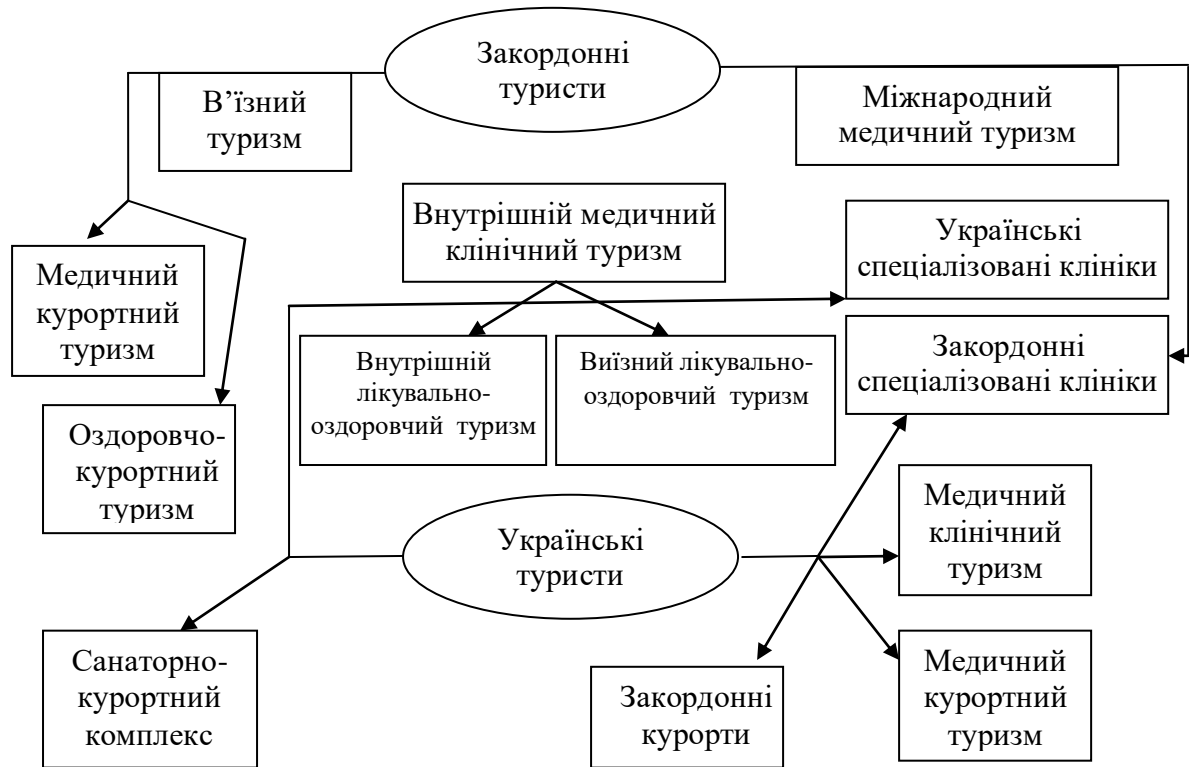 Закордонні
туристи
В’їзний
туризм
Міжнародний
медичний туризм
Внутрішній медичний
клінічний туризм
Українські
спеціалізовані клініки
Медичний
курортний
туризм
Внутрішній
лікувально-
оздоровчий туризм
Виїзний лікувально-
оздоровчий туризм
Закордонні
спеціалізовані клініки
Оздоровчо-
курортний
туризм
Українські
туристи
Медичний
клінічний
туризм
Санаторно-
курортний
комплекс
Закордонні
курорти
Медичний
курортний
туризм